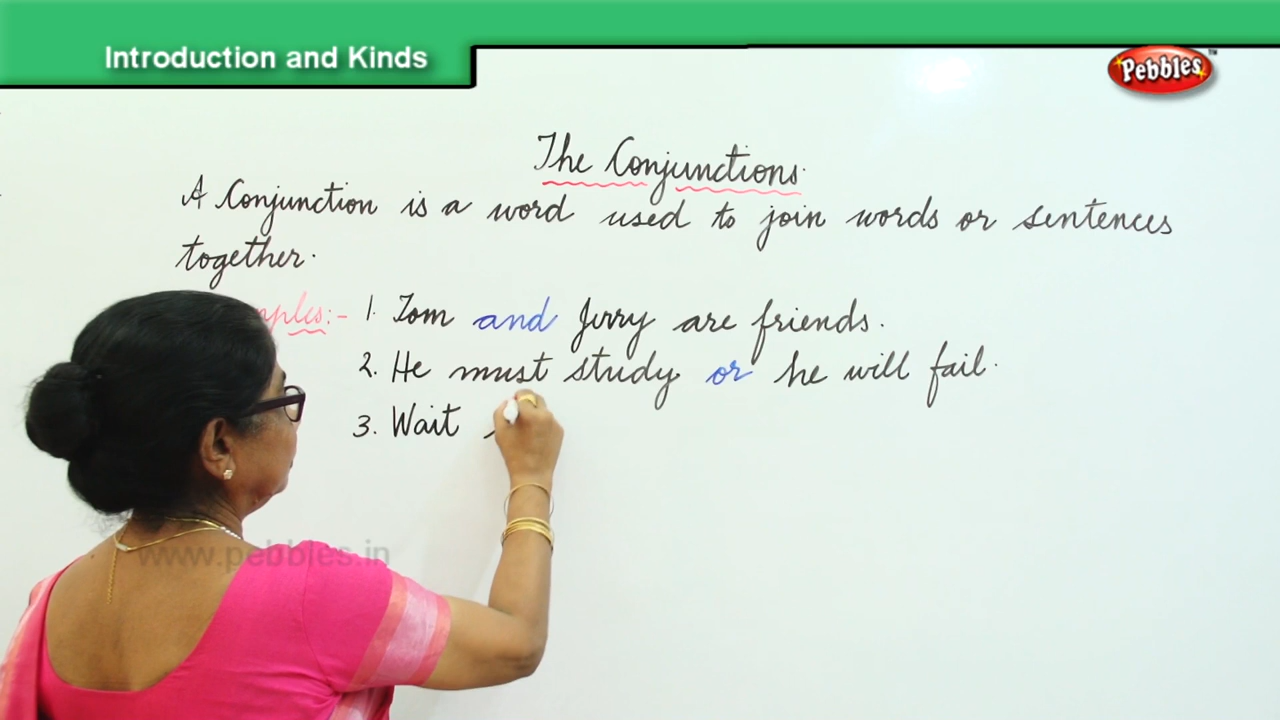 Introduction and Kinds
Pebbles™
The Conjunctions.
A Conjunction is a word used to join words or sentences
together.
1. Tom and Jerry are friends.
2. He must study or he will fail.
3. Wait
www.pebbles.in